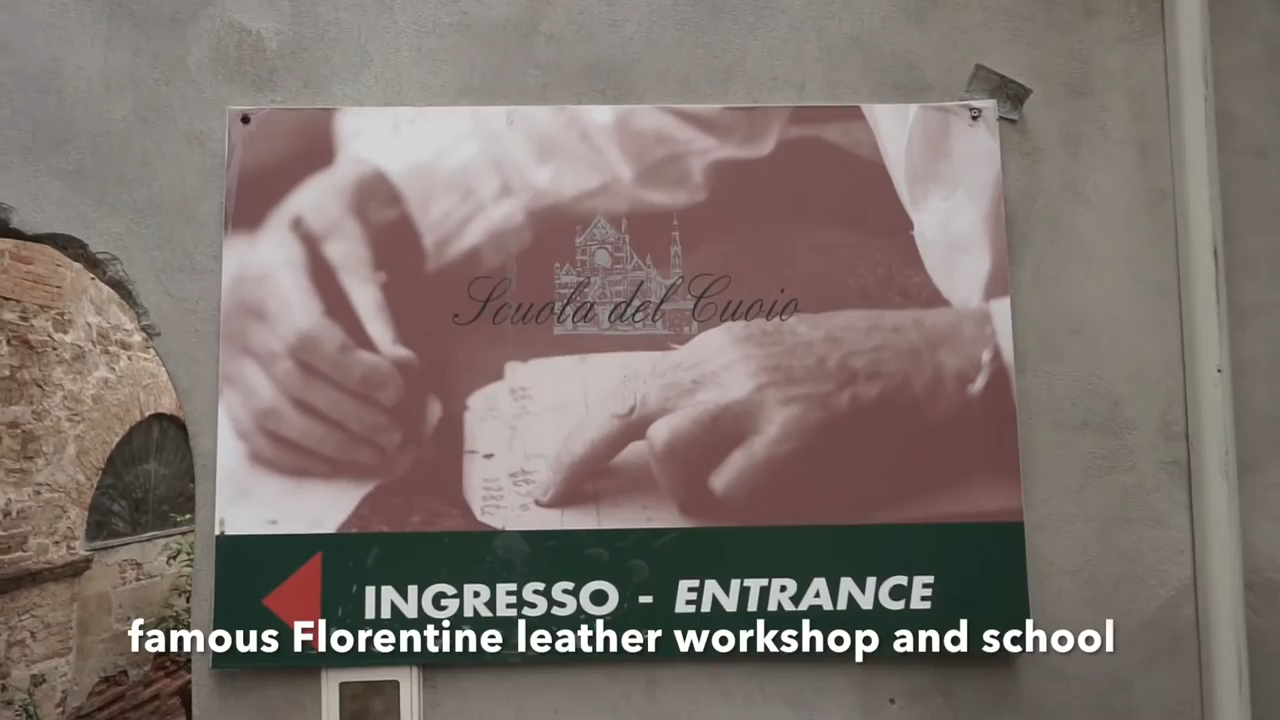 Scuola del Cuoio
INGRESSO - ENTRANCE
famous Florentine leather workshop and school